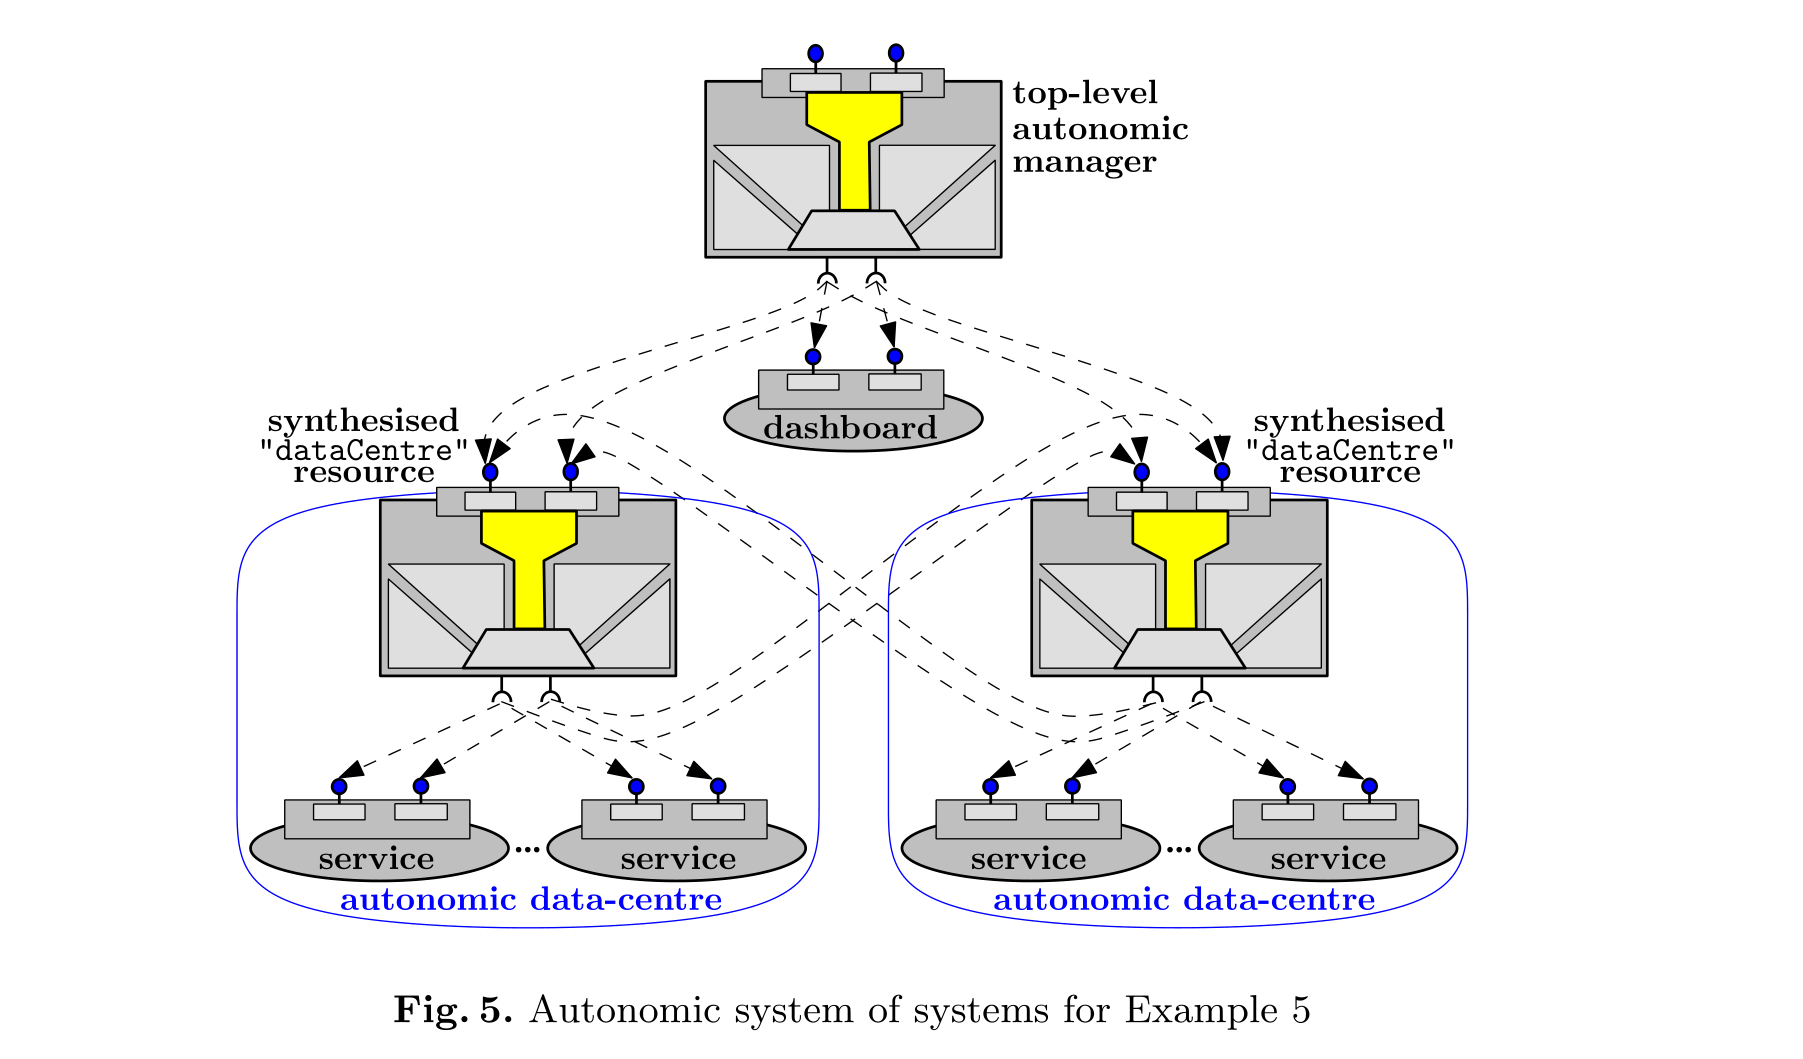 top-level
autonomic
manager
dashboard
synthesised
"dataCentre"
resource
synthesised
"dataCentre"
resource
service
...
service
autonomic data-centre
service
...
service
autonomic data-centre
Fig. 5. Autonomic system of systems for Example 5